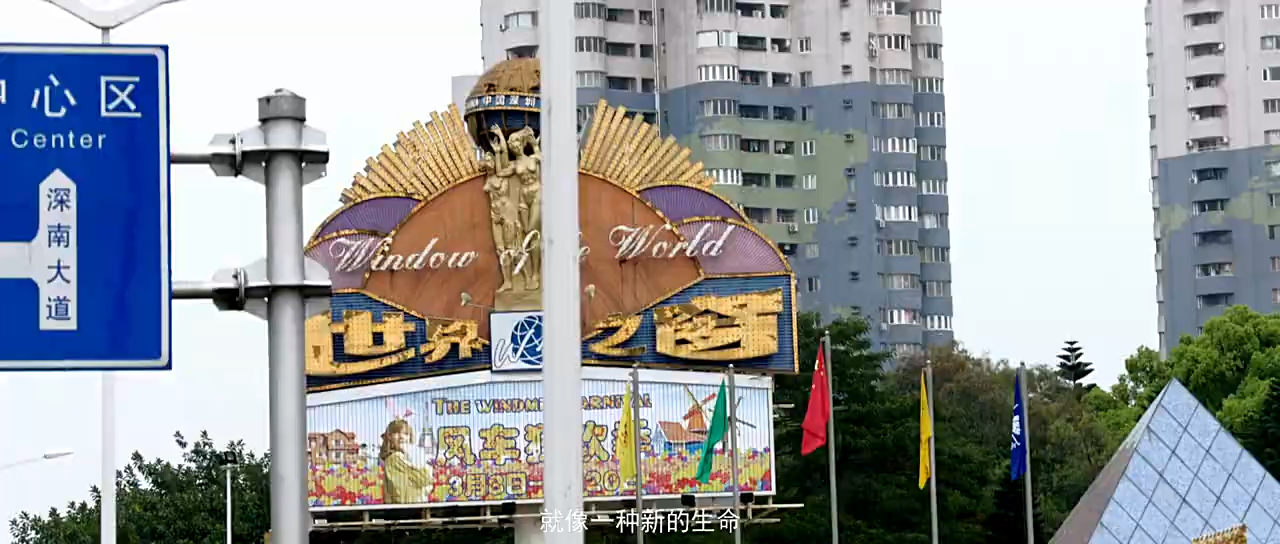 中心区
Center
深南大道
中国深圳
Window of the World
世界之窗
THE WINDMILL CARNIVAL
风车狂欢季
3月8日
就像一种新的生命